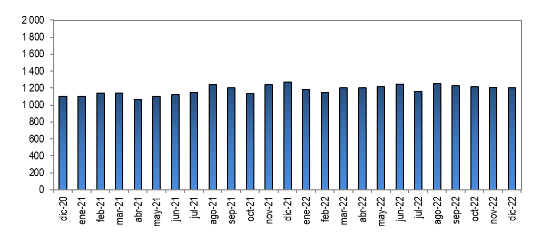 2 000
1 800
1 600
1 400
1 200
1 000
800
600
400
200
0
dic-20
ene-21
feb-21
mar-21
abr-21
may-21
jun-21
jul-21
ago-21
sep-21
oct-21
nov-21
dic-21
ene-22
feb-22
mar-22
abr-22
may-22
jun-22
jul-22
ago-22
sep-22
oct-22
nov-22
dic-22